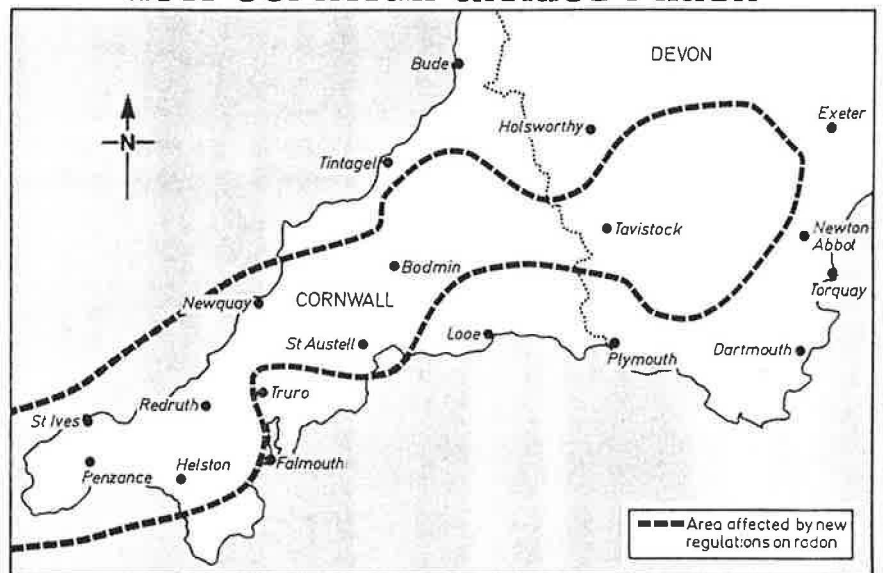 DEVON
Bude
Exeter
Holsworthy
N
Tintagel
Tavistock
Newton
Abbot
Bodmin
Torquay
Newquay
CORNWALL
Looe
St Austell
Plymouth
Dartmouth
Truro
Redruth
St Ives
Falmouth
Helston
Penzance
Area affected by new
regulations on radon